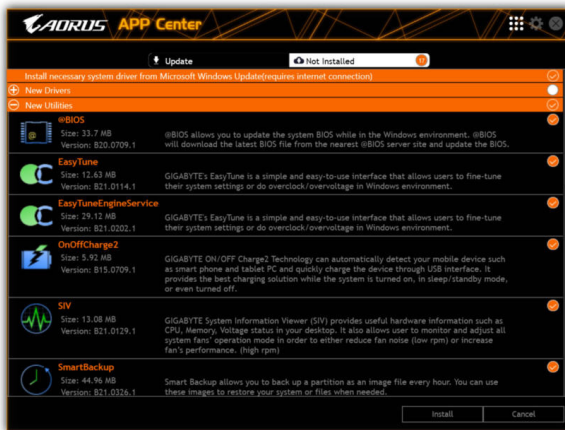 AORUS APP Center
Update
Not Installed 17
Install necessary system driver from Microsoft Windows Update(requires internet connection)
New Drivers
New Utilities
@BIOS
Size: 33.7 MB
Version: B20.0709.1
@BIOS allows you to update the system BIOS while in the Windows environment. @BIOS
will download the latest BIOS file from the nearest @BIOS server site and update the BIOS.
EasyTune
Size: 12.63 MB
Version: B21.0114.1
GIGABYTE's EasyTune is a simple and easy-to-use interface that allows users to fine-tune
their system settings or do overclock/overvoltage in Windows environment.
EasyTuneEngineService
Size: 29.12 MB
Version: B21.0202.1
GIGABYTE's EasyTune is a simple and easy-to-use interface that allows users to fine-tune
their system settings or do overclock/overvoltage in Windows environment.
OnOffCharge2
Size: 5.92 MB
Version: B15.0709.1
GIGABYTE ON/OFF Charge2 Technology can automatically detect your mobile device such
as smart phone and tablet PC and quickly charge the device through USB interface. It
provides the best charging solution while the system is turned on, in sleep/standby mode,
or even turned off.
SIV
Size: 13.08 MB
Version: B21.0129.1
GIGABYTE System Information Viewer (SIV) provides useful hardware information such as
CPU, Memory, Voltage status in your desktop. It also allows user to monitor and adjust all
system fans' operation mode in order to either reduce fan noise (low rpm) or increase
fan's performance. (high rpm)
SmartBackup
Size: 44.96 MB
Version: B21.0326.1
Smart Backup allows you to back up a partition as an image file every hour. You can use
these images to restore your system or files when needed.
Install
Cancel